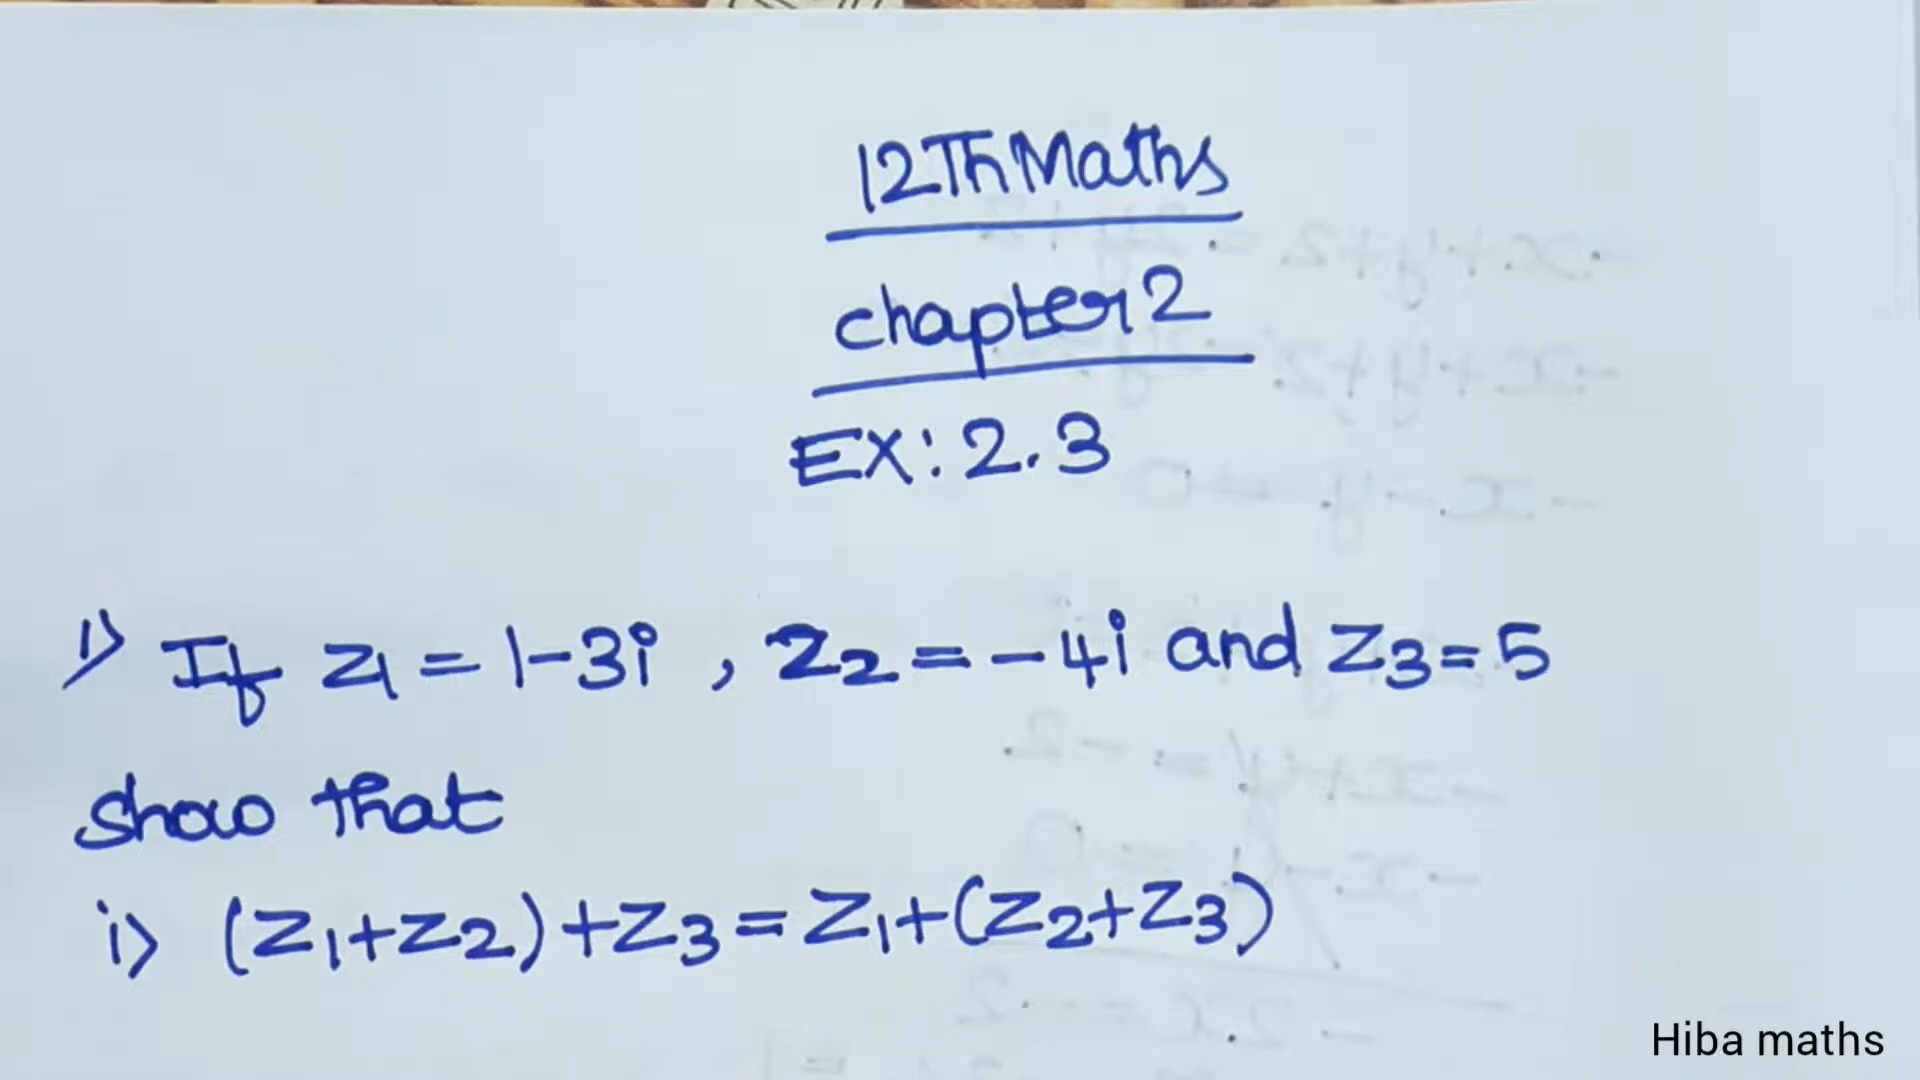 12Th Maths
chapter 2
EX: 2.3
1) If z1 = 1-3i , z2 = -4i and z3 = 5
show that
i) (z1+z2)+z3 = z1+(z2+z3)
Hiba maths